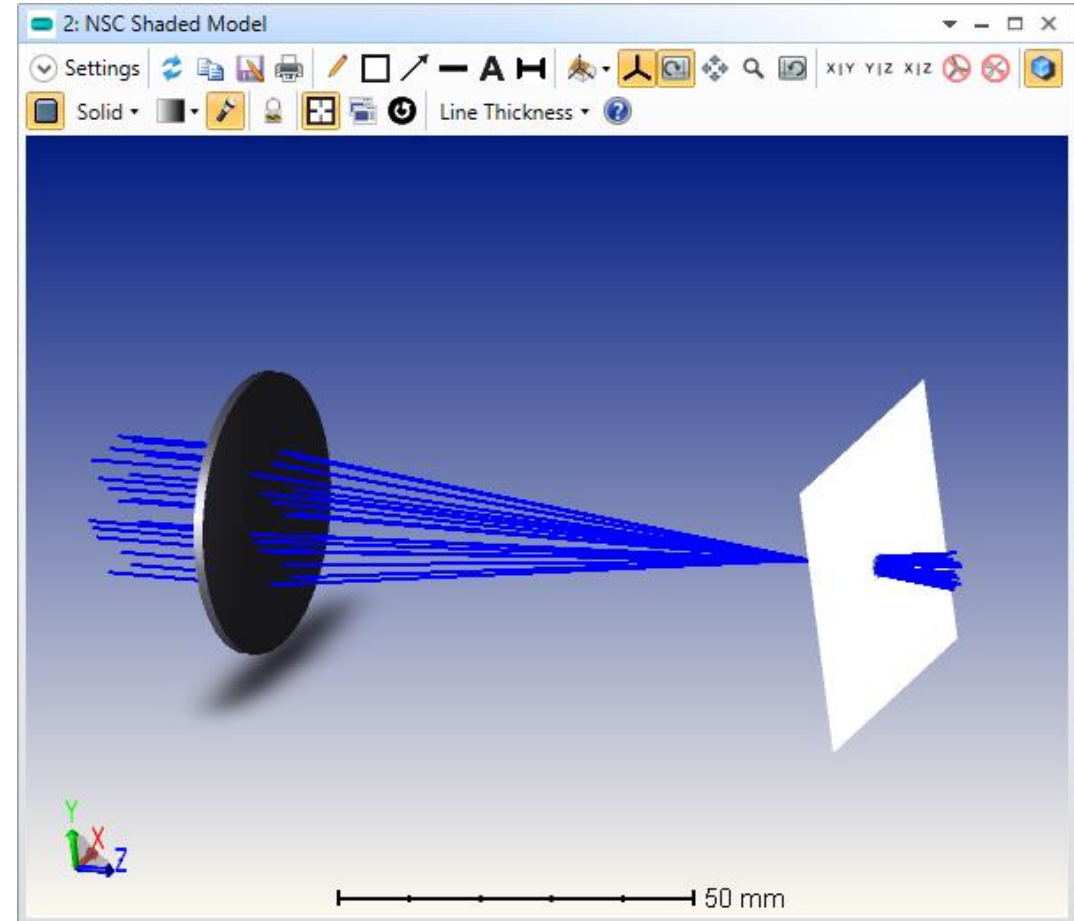 2: NSC Shaded Model
Settings A X|Y Y|Z X|Z
Solid Line Thickness
Y
X
Z
50 mm